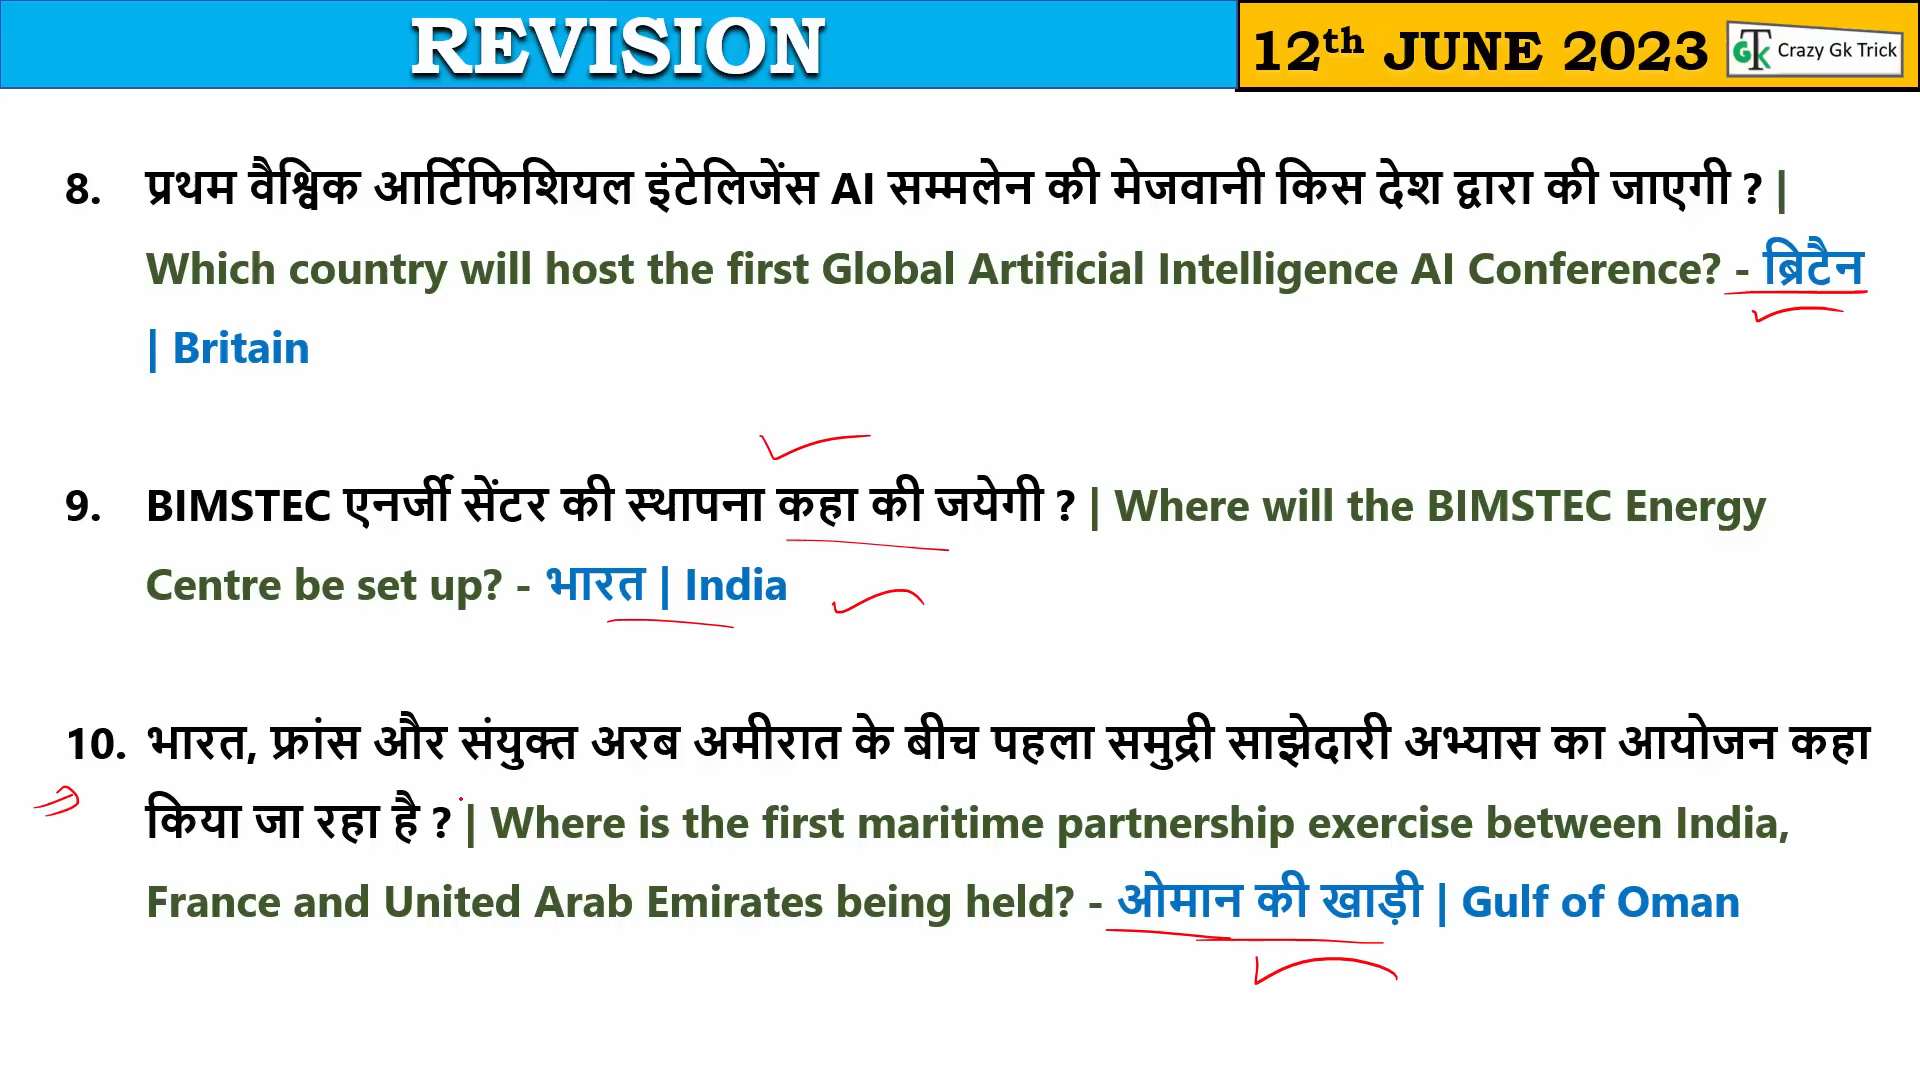 REVISION
12th JUNE 2023
GTK Crazy Gk Trick
8. प्रथम वैश्विक आर्टिफिशियल इंटेलिजेंस AI सम्मलेन की मेजवानी किस देश द्वारा की जाएगी ? |
Which country will host the first Global Artificial Intelligence AI Conference? - ब्रिटैन
| Britain
9. BIMSTEC एनर्जी सेंटर की स्थापना कहा की जयेगी ? | Where will the BIMSTEC Energy
Centre be set up? - भारत | India
10. भारत, फ्रांस और संयुक्त अरब अमीरात के बीच पहला समुद्री साझेदारी अभ्यास का आयोजन कहा
किया जा रहा है ? | Where is the first maritime partnership exercise between India,
France and United Arab Emirates being held? - ओमान की खाड़ी | Gulf of Oman